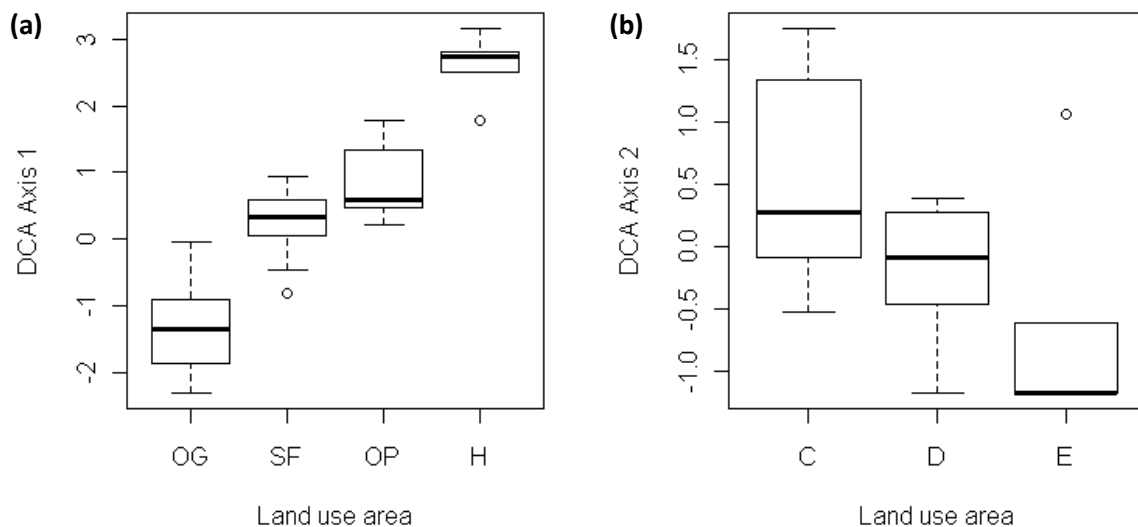 (a)
DCA Axis 1
3
2
1
0
-1
-2
OG SF OP H
Land use area
(b)
DCA Axis 2
1.5
1.0
0.5
0.0
-0.5
-1.0
C D E
Land use area